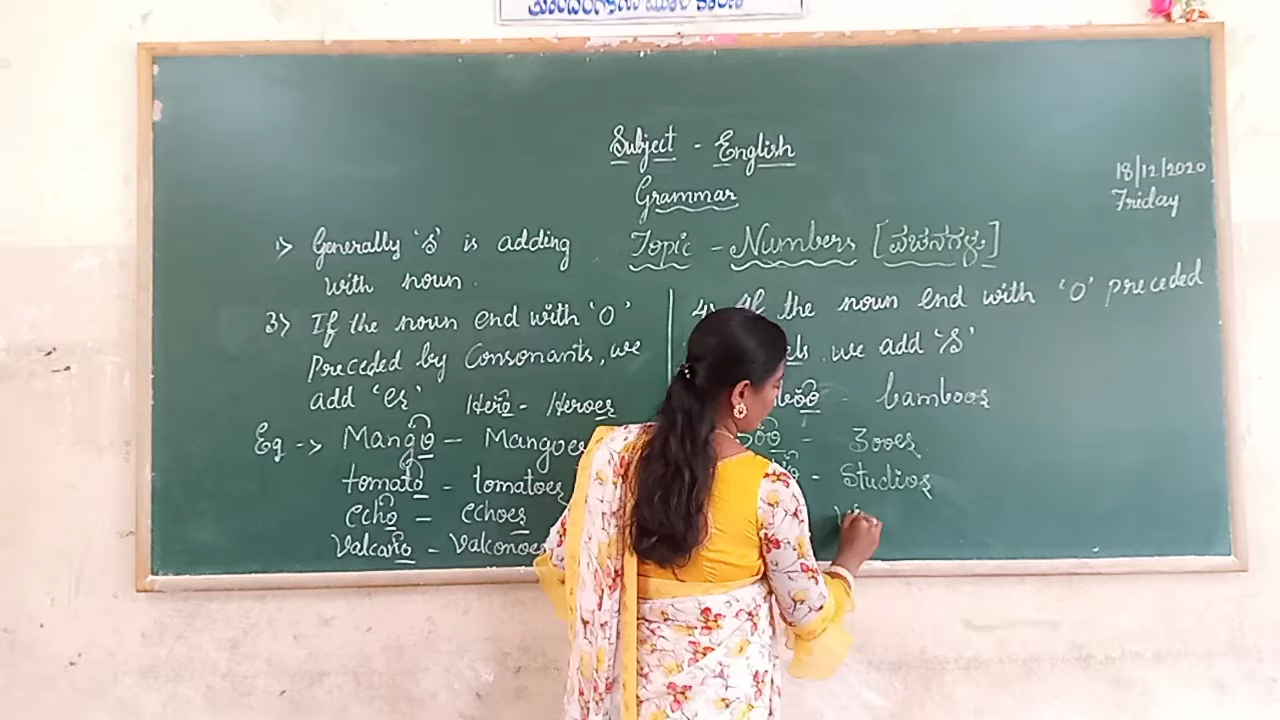 Subject - English
Grammar
18/12/2020
Friday
Topic - Numbers [ವಚನಗಳು]
1> Generally 's' is adding
with noun.
3> If the noun end with 'O'
Preceded by Consonants, we
add 'es'
Hero - Heroes
Eg -> Mango - Mangoes
tomato - tomatoes
echo - echoes
Valcano - Valconoes
4> If the noun end with 'O' preceded
we add 'S'
- bamboos
- Zooes
- Studios